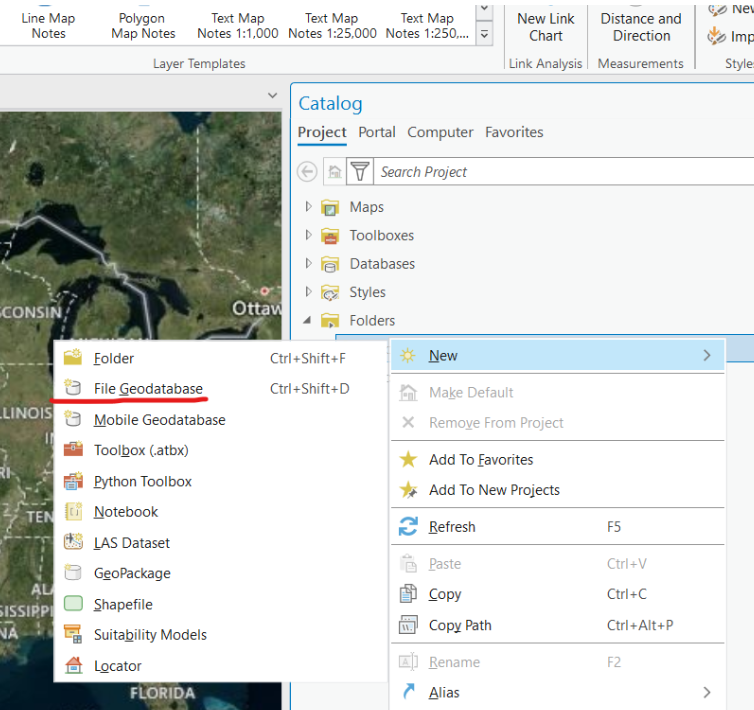 Line Map Notes
Polygon Map Notes
Text Map Notes 1:1,000
Text Map Notes 1:25,000
Text Map Notes 1:250,...
Layer Templates
New Link Chart
Link Analysis
Distance and Direction
Measurements
New
Imp
Styles
Catalog
Project Portal Computer Favorites
Search Project
Maps
Toolboxes
Databases
Styles
Folders
CONSIN
Ottaw
LLINOIS
TEN
AL
SISSIPPI
NA
FLORIDA
Folder Ctrl+Shift+F
File Geodatabase Ctrl+Shift+D
Mobile Geodatabase
Toolbox (.atbx)
Python Toolbox
Notebook
LAS Dataset
GeoPackage
Shapefile
Suitability Models
Locator
New
Make Default
Remove From Project
Add To Favorites
Add To New Projects
Refresh F5
Paste Ctrl+V
Copy Ctrl+C
Copy Path Ctrl+Alt+P
Rename F2
Alias